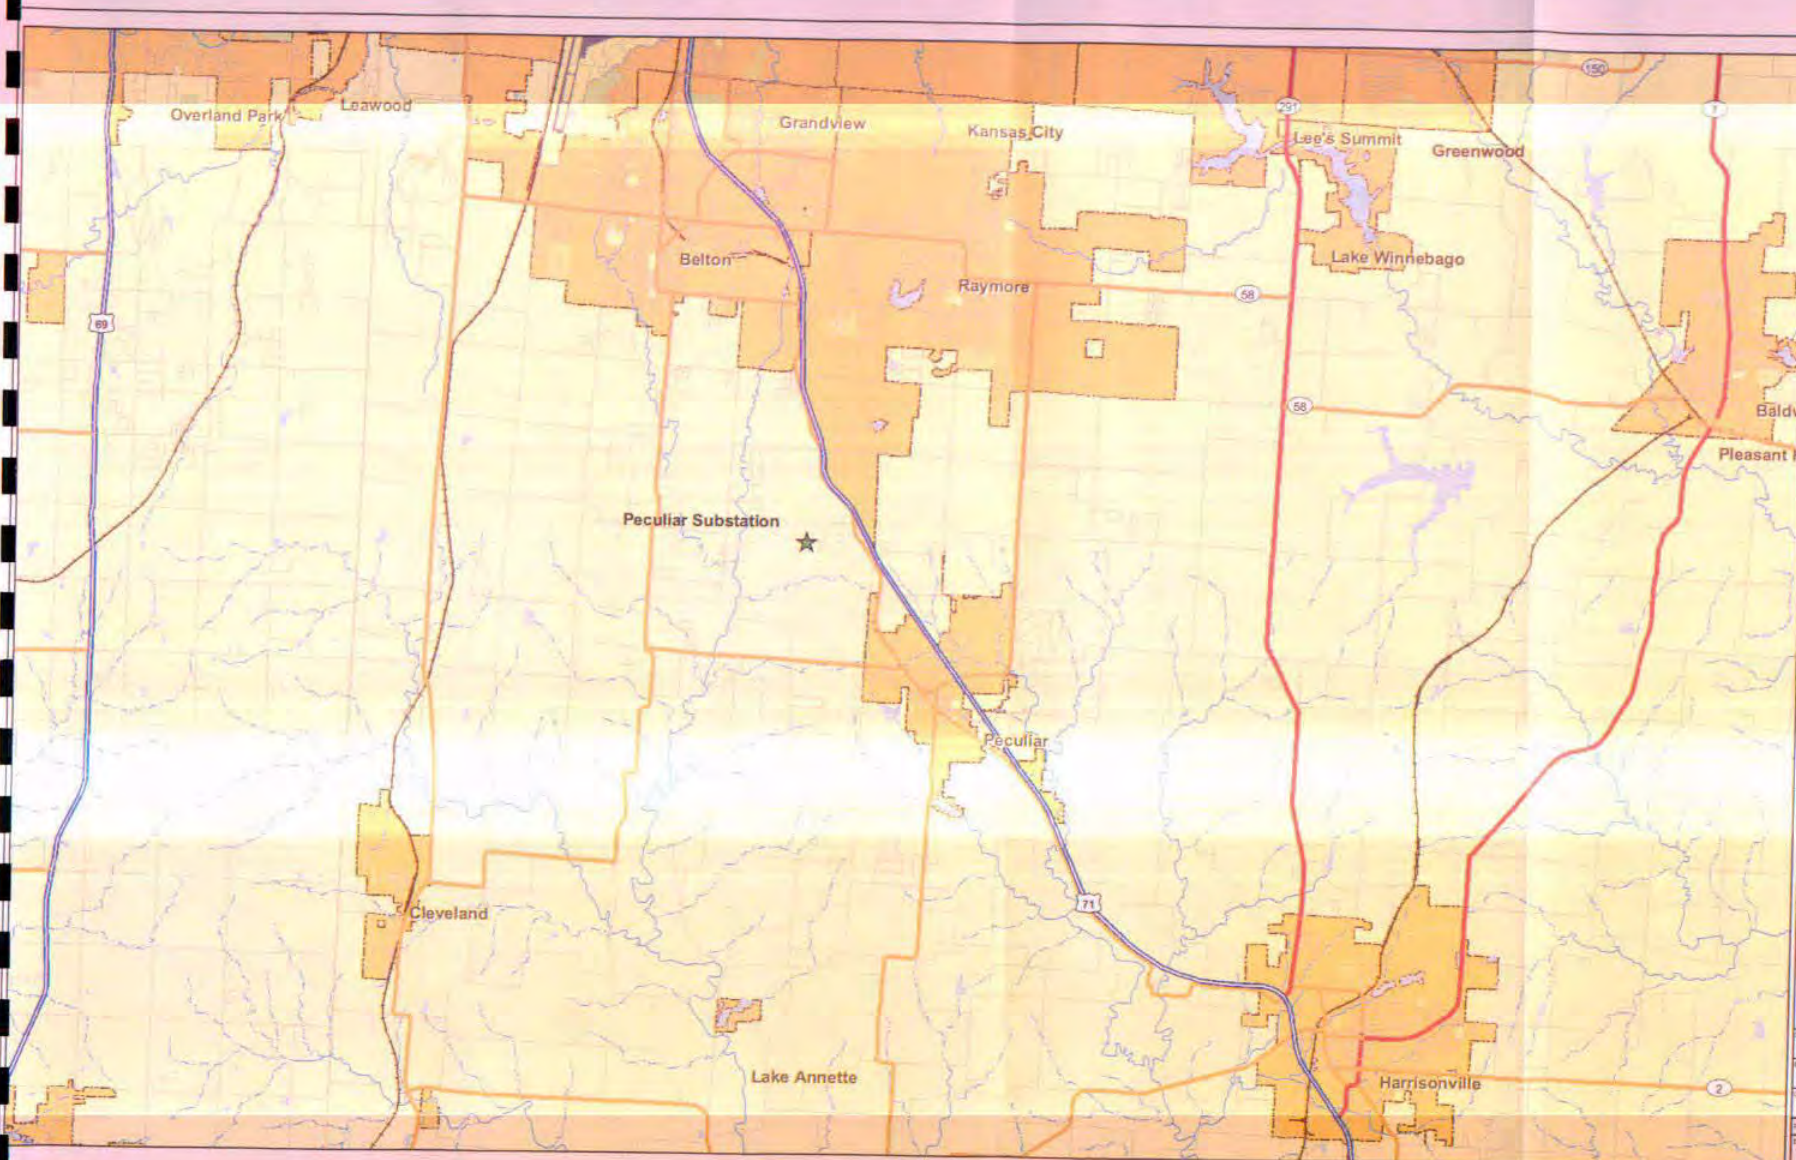 150
291
7
Overland Park
Leawood
Grandview
Kansas City
Lee's Summit
Greenwood
Belton
Raymore
Lake Winnebago
58
69
58
Pleasant
Peculiar Substation
Peculiar
71
Cleveland
Lake Annette
Harrisonville
2